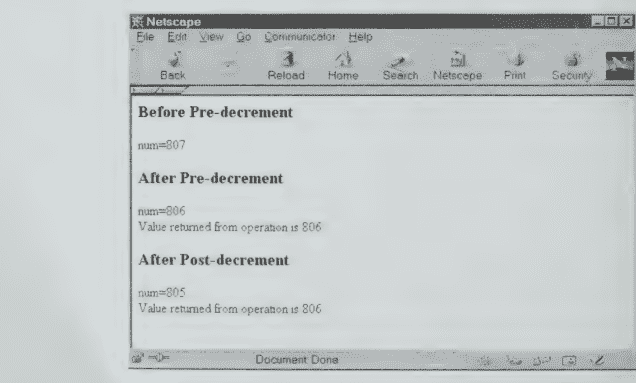 Netscape
File Edit View Go Communicator Help
Back Reload Home Search Netscape Print Security
N
Before Pre-decrement
num=807
After Pre-decrement
num=806
Value returned from operation is 806
After Post-decrement
num=805
Value returned from operation is 806
Document Done